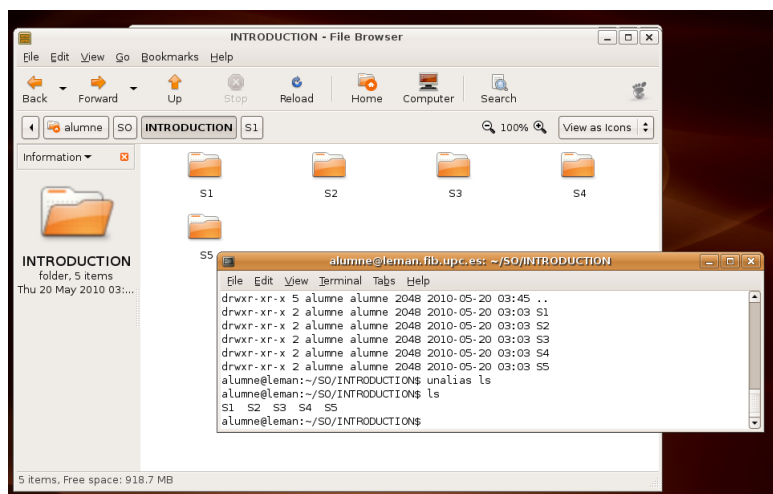 INTRODUCTION - File Browser
File Edit View Go Bookmarks Help
Back Forward Up Stop Reload Home Computer Search
alumne SO INTRODUCTION S1 100% View as Icons
Information
S1 S2 S3 S4
S5
INTRODUCTION
folder, 5 items
Thu 20 May 2010 03:...
alumne@leman.fib.upc.es: ~/SO/INTRODUCTION
File Edit View Terminal Tabs Help
drwxr-xr-x 5 alumne alumne 2048 2010-05-20 03:45 ..
drwxr-xr-x 2 alumne alumne 2048 2010-05-20 03:03 S1
drwxr-xr-x 2 alumne alumne 2048 2010-05-20 03:03 S2
drwxr-xr-x 2 alumne alumne 2048 2010-05-20 03:03 S3
drwxr-xr-x 2 alumne alumne 2048 2010-05-20 03:03 S4
drwxr-xr-x 2 alumne alumne 2048 2010-05-20 03:03 S5
alumne@leman:~/SO/INTRODUCTION$ unalias ls
alumne@leman:~/SO/INTRODUCTION$ ls
S1 S2 S3 S4 S5
alumne@leman:~/SO/INTRODUCTION$
5 items, Free space: 918.7 MB